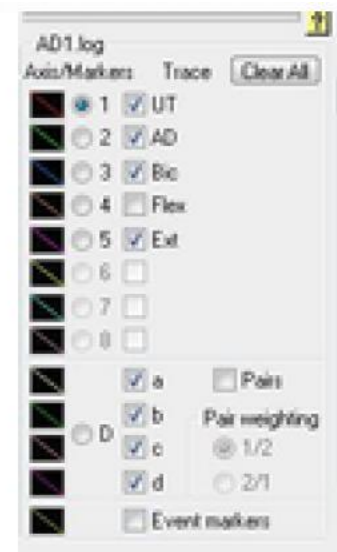 AD1.log
Axis/Markers Trace Clear All
1 UT
2 AD
3 Bic
4 Flex
5 Ext
6
7
8
a Pairs
b Pair weighting
D c 1/2
d 2/1
Event markers